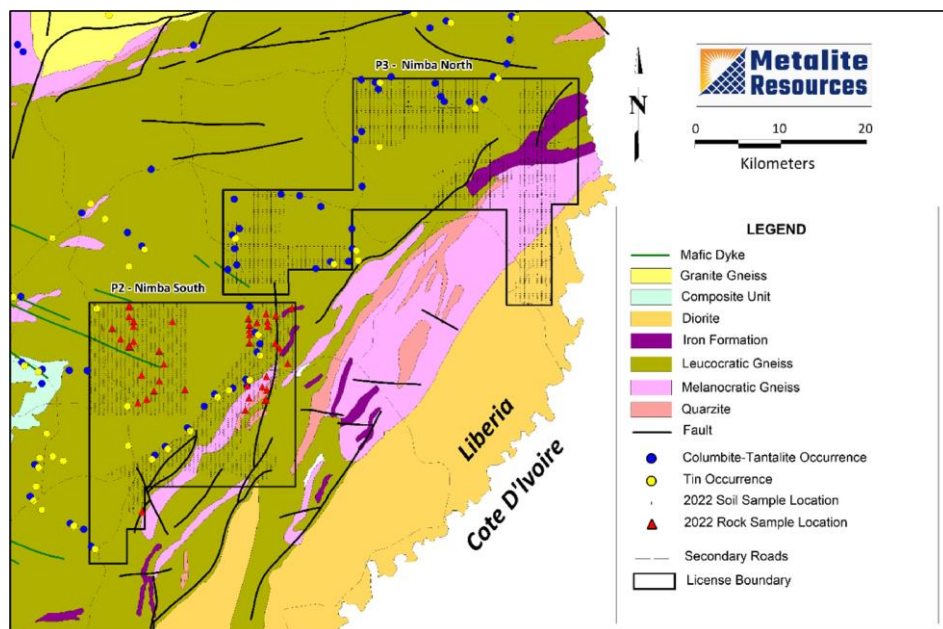 P3 - Nimba North
Metalite
Resources
N
0 10 20
Kilometers
P2 - Nimba South
Liberia
Cote D'Ivoire
LEGEND
Mafic Dyke
Granite Gneiss
Composite Unit
Diorite
Iron Formation
Leucocratic Gneiss
Melanocratic Gneiss
Quarzite
Fault
Columbite-Tantalite Occurrence
Tin Occurrence
2022 Soil Sample Location
2022 Rock Sample Location
Secondary Roads
License Boundary